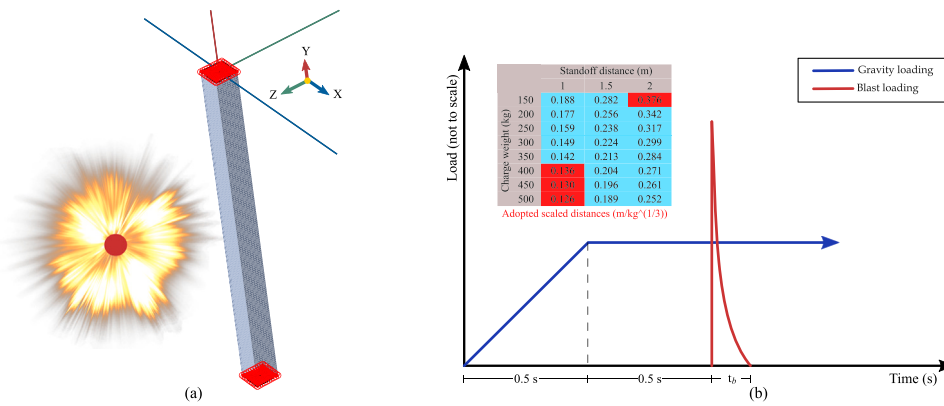 Y
Z
X
(a)
Load (not to scale)
Standoff distance (m)
1 1.5 2
Charge weight (kg)
150 0.188 0.282 0.376
200 0.177 0.256 0.342
250 0.159 0.238 0.317
300 0.149 0.224 0.299
350 0.142 0.213 0.284
400 0.136 0.204 0.271
450 0.130 0.196 0.261
500 0.126 0.189 0.252
Adopted scaled distances (m/kg^(1/3))
Gravity loading
Blast loading
0.5 s 0.5 s t_b
Time (s)
(b)